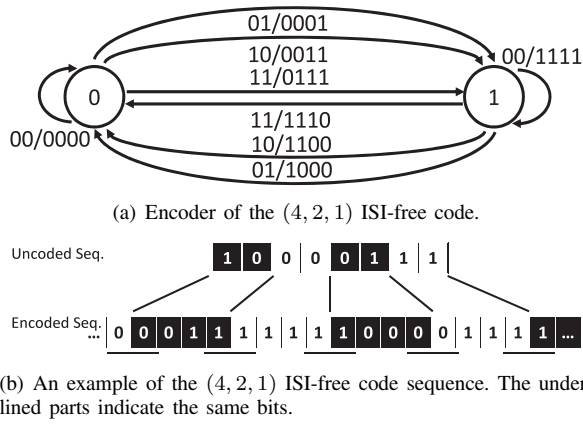 01/0001
10/0011
00/1111
11/0111
0
1
11/1110
00/0000
10/1100
01/1000
(a) Encoder of the (4, 2, 1) ISI-free code.
Uncoded Seq. 1 0 0 0 0 1 1 1
Encoded Seq. ... 0 0 0 1 1 1 1 1 1 1 0 0 0 0 1 1 1 1 ...
(b) An example of the (4, 2, 1) ISI-free code sequence. The under
lined parts indicate the same bits.